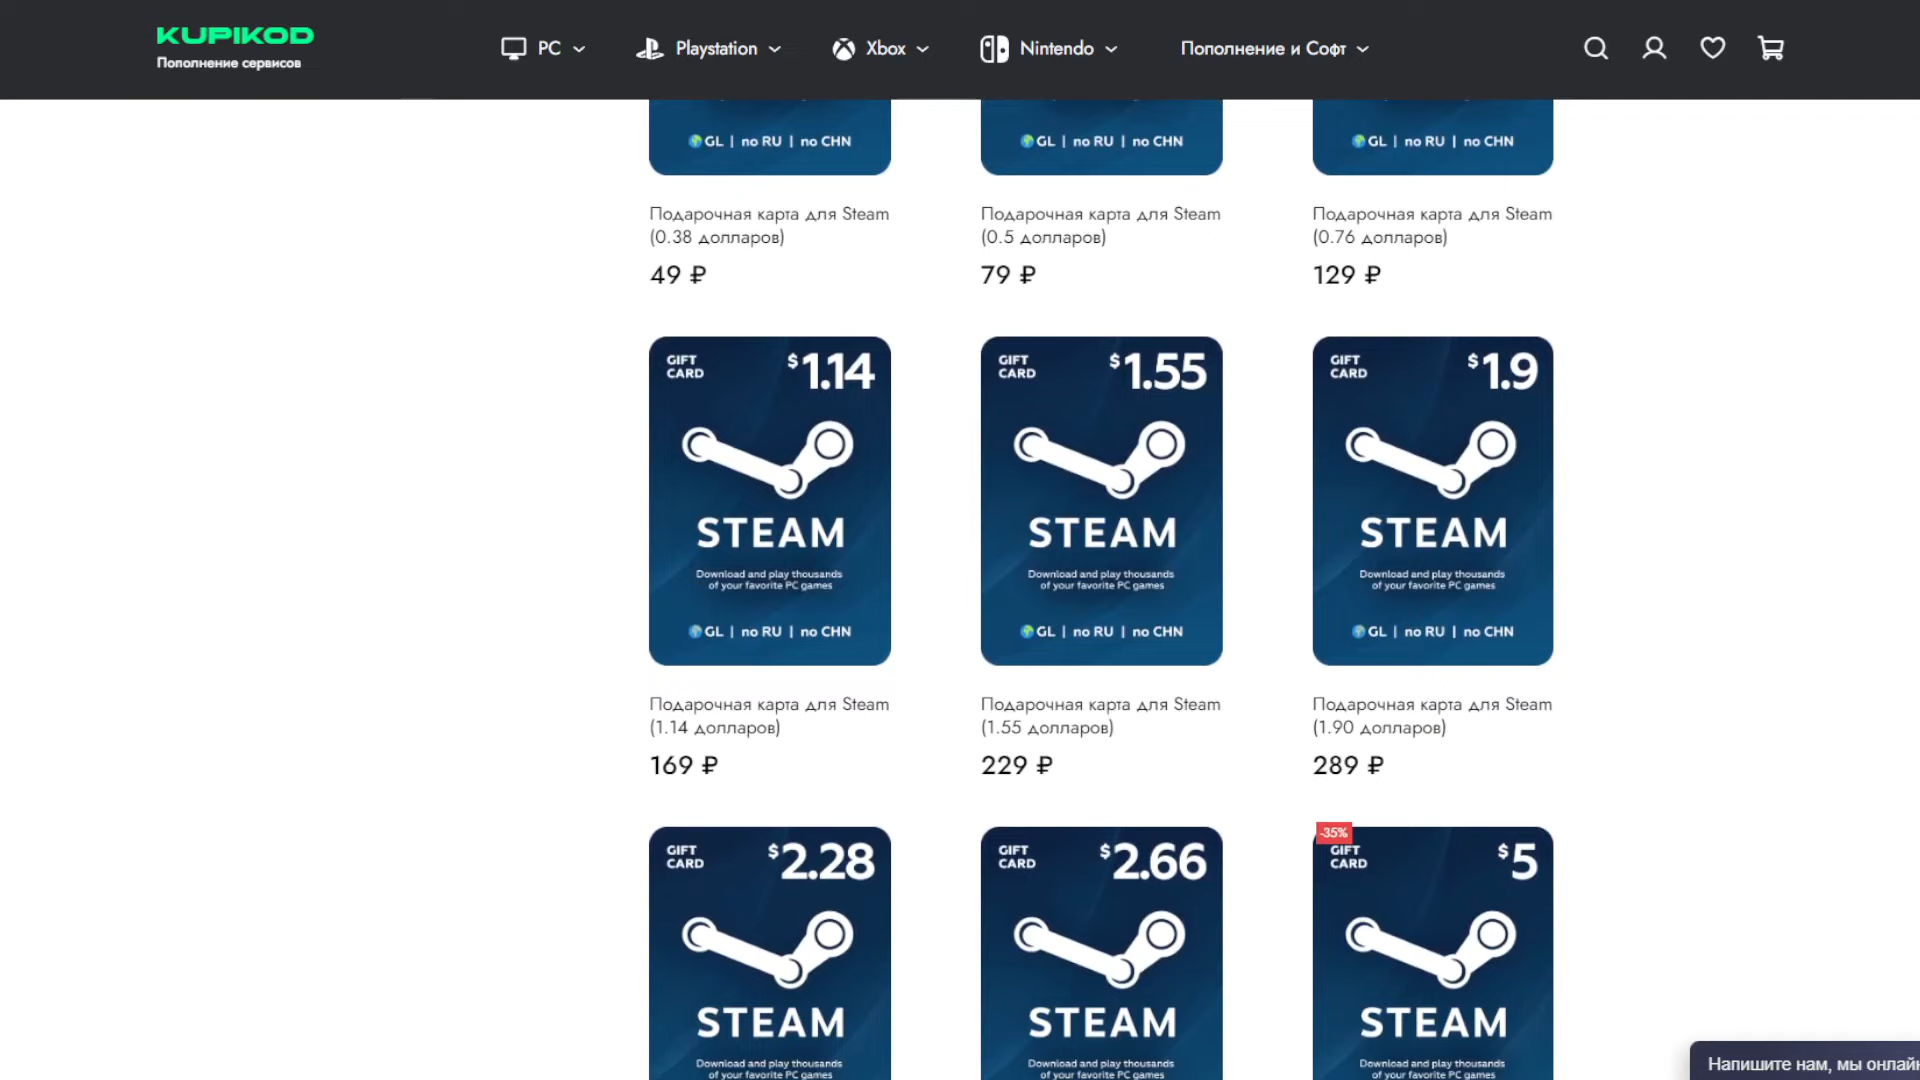 KUPIKOD
Пополнение сервисов
PC
Playstation
Xbox
Nintendo
Пополнение и Софт
GL | no RU | no CHN
GL | no RU | no CHN
GL | no RU | no CHN
Подарочная карта для Steam
(0.38 долларов)
49 ₽
Подарочная карта для Steam
(0.5 долларов)
79 ₽
Подарочная карта для Steam
(0.76 долларов)
129 ₽
GIFT
CARD
$1.14
STEAM
Download and play thousands
of your favorite PC games
GL | no RU | no CHN
GIFT
CARD
$1.55
STEAM
Download and play thousands
of your favorite PC games
GL | no RU | no CHN
GIFT
CARD
$1.9
STEAM
Download and play thousands
of your favorite PC games
GL | no RU | no CHN
Подарочная карта для Steam
(1.14 долларов)
169 ₽
Подарочная карта для Steam
(1.55 долларов)
229 ₽
Подарочная карта для Steam
(1.90 долларов)
289 ₽
GIFT
CARD
$2.28
STEAM
Download and play thousands
of your favorite PC games
GIFT
CARD
$2.66
STEAM
Download and play thousands
of your favorite PC games
-35%
GIFT
CARD
$5
STEAM
Download and play thousands
of your favorite PC games
Напишите нам, мы онлайн